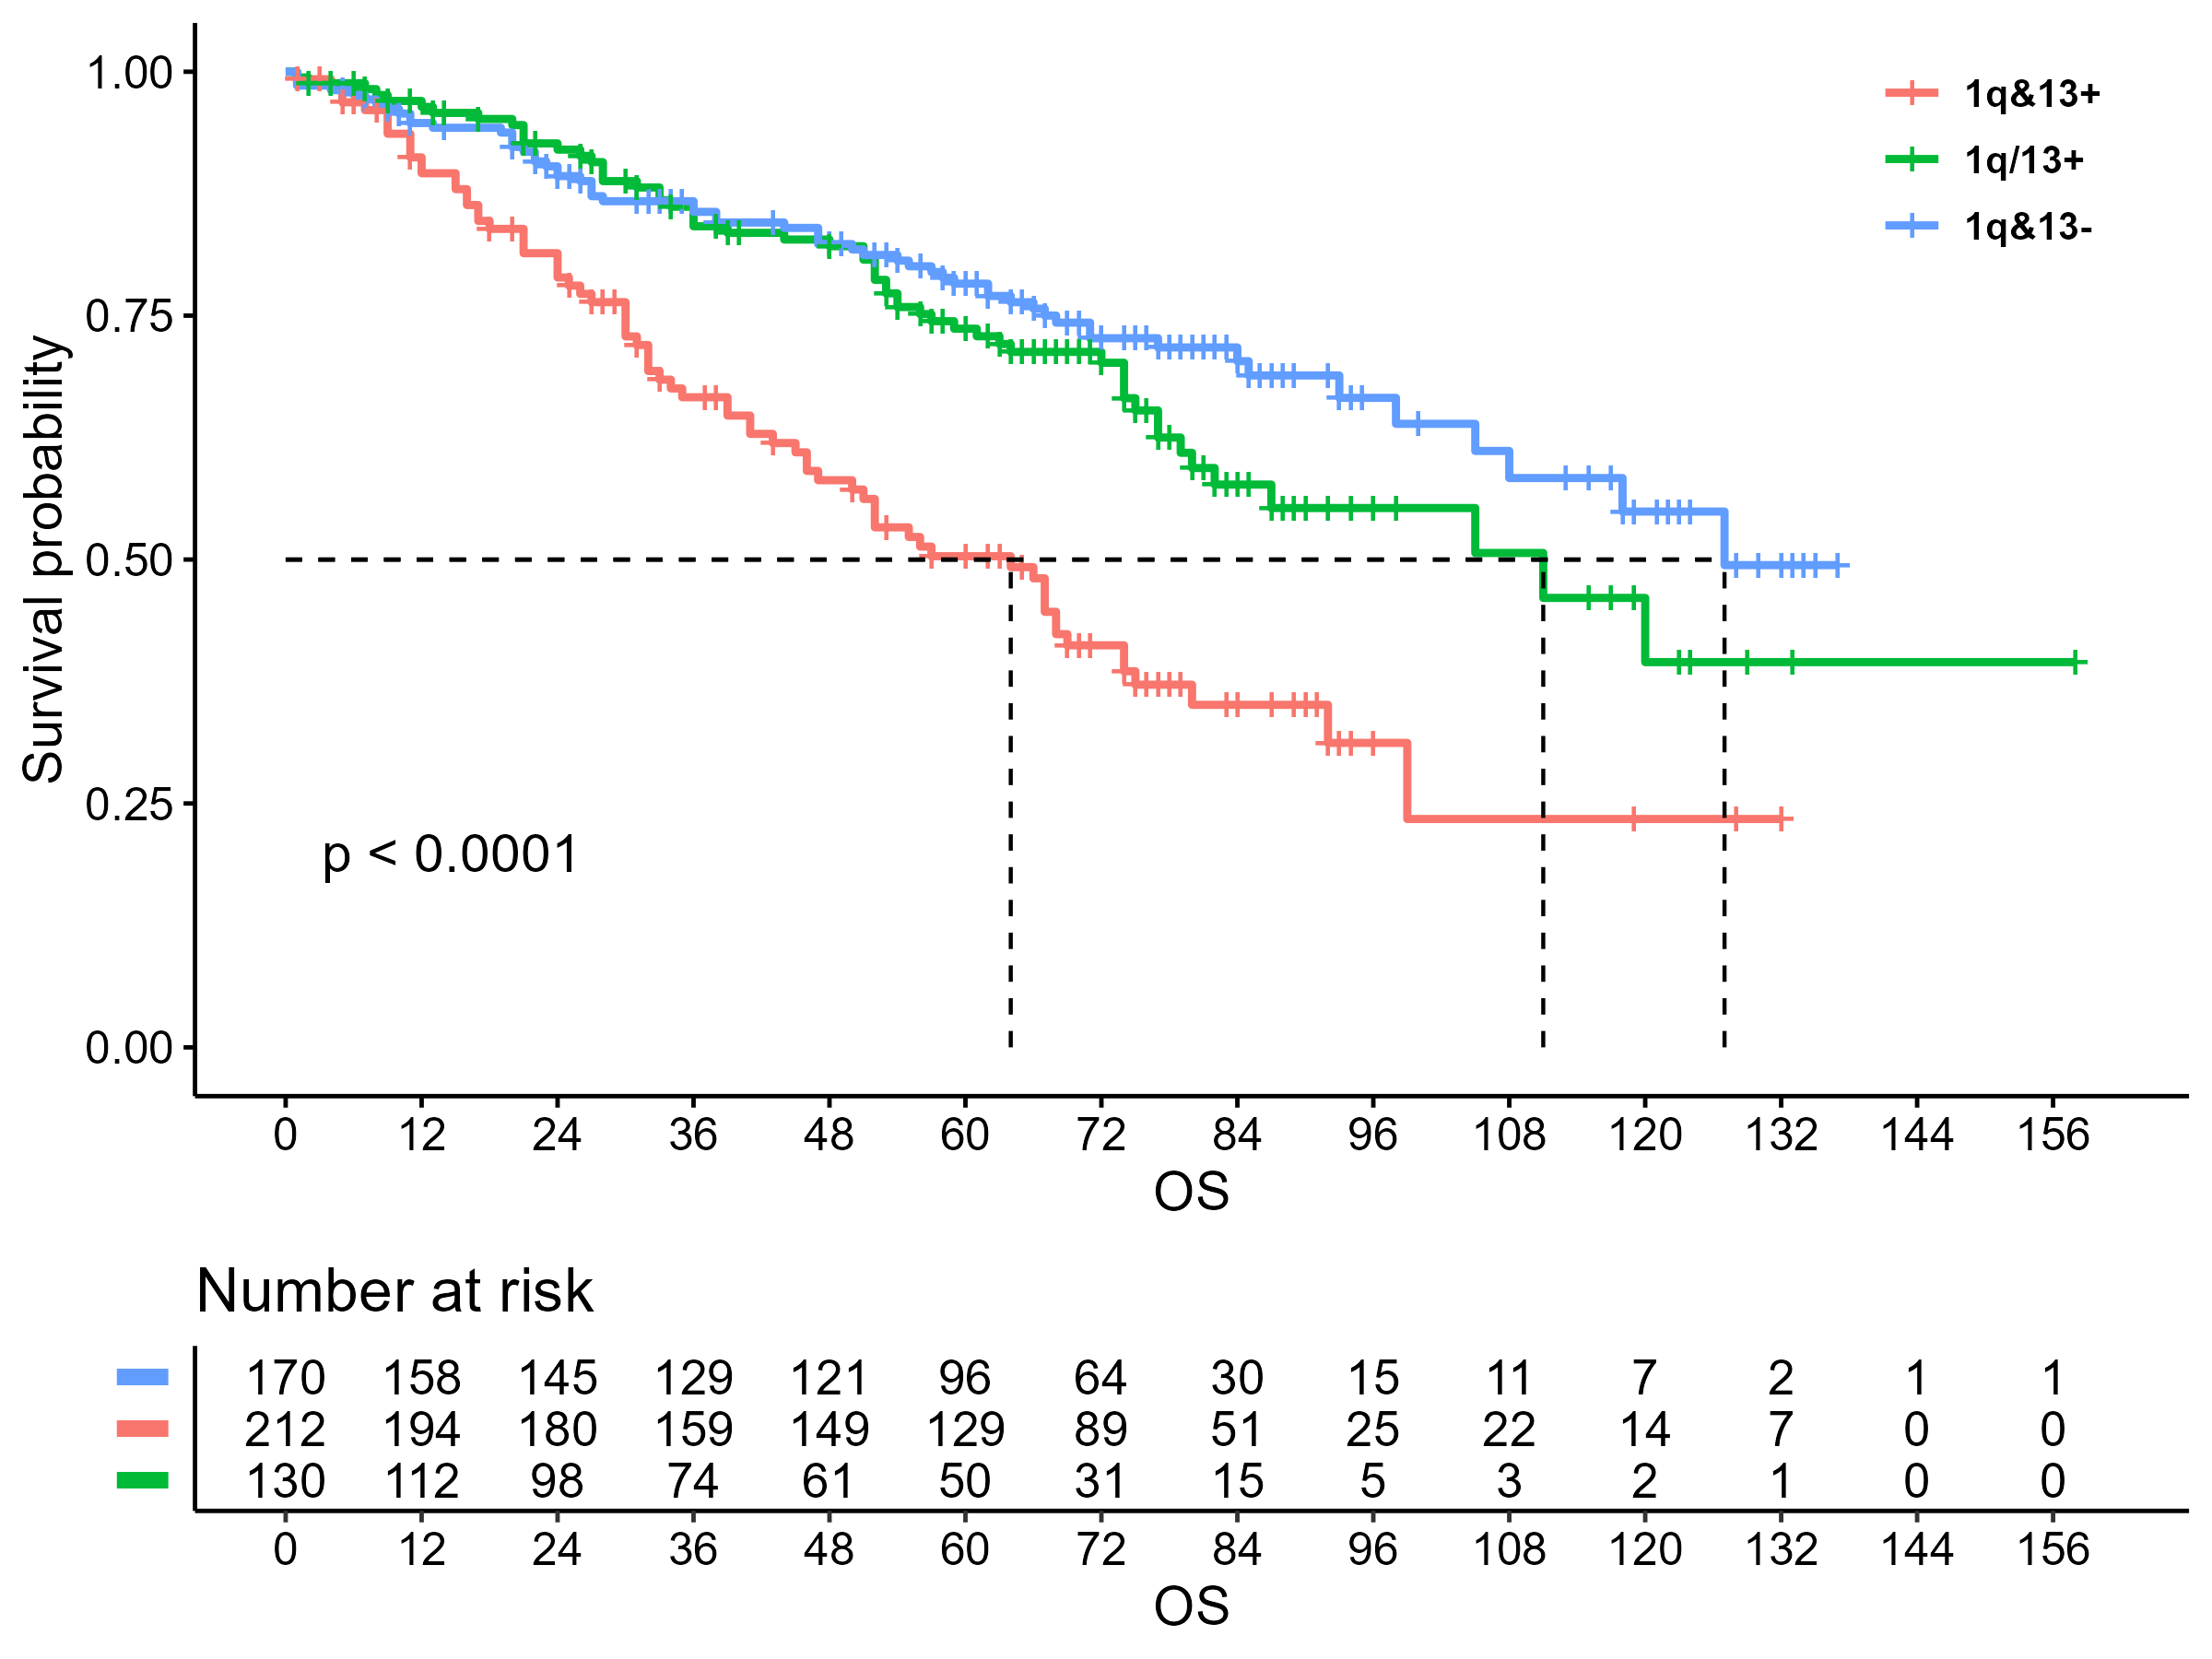 1.00
0.75
0.50
0.25
0.00
Survival probability
1q&13+
1q/13+
1q&13-
p < 0.0001
0 12 24 36 48 60 72 84 96 108 120 132 144 156
OS
Number at risk
170 158 145 129 121 96 64 30 15 11 7 2 1 1
212 194 180 159 149 129 89 51 25 22 14 7 0 0
130 112 98 74 61 50 31 15 5 3 2 1 0 0
0 12 24 36 48 60 72 84 96 108 120 132 144 156
OS